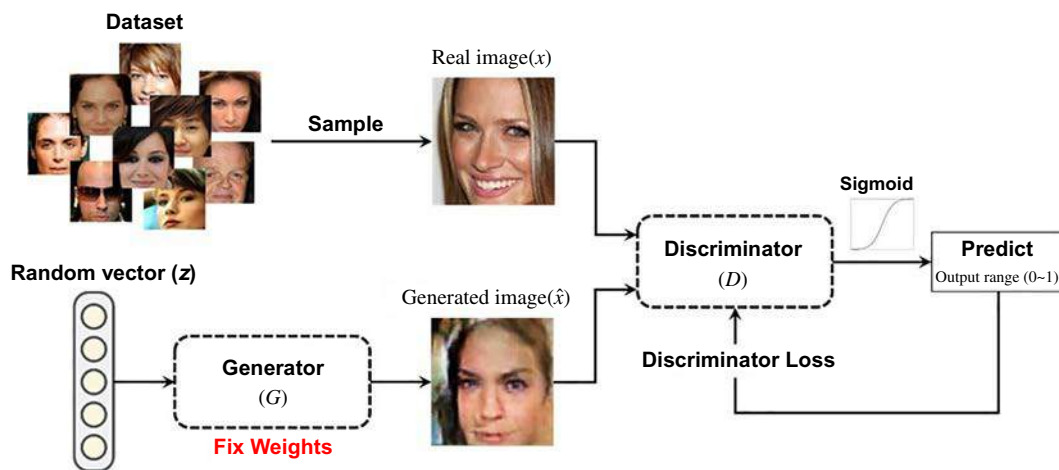 Dataset
Real image(x)
Sample
Sigmoid
Discriminator
(D)
Predict
Output range (0~1)
Random vector (z)
Generated image(x̂)
Generator
(G)
Discriminator Loss
Fix Weights